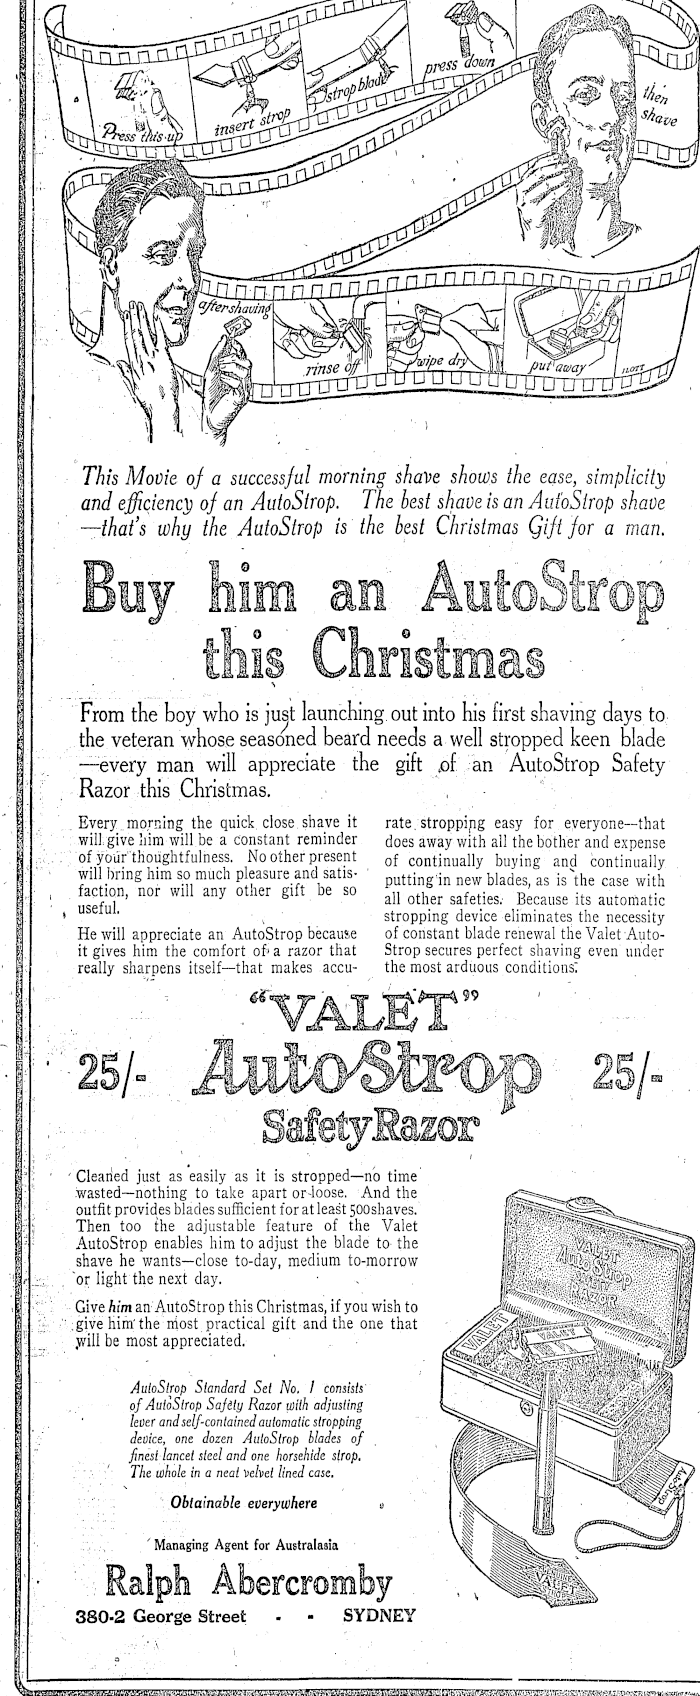 Press this up
insert strop
strop blade
press down
then
shave
after shaving
rinse off
wipe dry
put away
This Movie of a successful morning shave shows the ease, simplicity
and efficiency of an AutoStrop. The best shave is an AutoStrop shave
—that's why the AutoStrop is the best Christmas Gift for a man.
Buy him an AutoStrop
this Christmas
From the boy who is just launching out into his first shaving days to
the veteran whose seasoned beard needs a well stropped keen blade
—every man will appreciate the gift of an AutoStrop Safety
Razor this Christmas.
Every morning the quick close shave it
will give him will be a constant reminder
of your thoughtfulness. No other present
will bring him so much pleasure and satis-
faction, nor will any other gift be so
useful.
He will appreciate an AutoStrop because
it gives him the comfort of a razor that
really sharpens itself—that makes accu-
rate stropping easy for everyone—that
does away with all the bother and expense
of continually buying and continually
putting in new blades, as is the case with
all other safeties. Because its automatic
stropping device eliminates the necessity
of constant blade renewal the Valet Auto-
Strop secures perfect shaving even under
the most arduous conditions.
"VALET"
25/- AutoStrop 25/-
Safety Razor
Cleaned just as easily as it is stropped—no time
wasted—nothing to take apart or loose. And the
outfit provides blades sufficient for at least 500 shaves.
Then too the adjustable feature of the Valet
AutoStrop enables him to adjust the blade to the
shave he wants—close to-day, medium to-morrow
or light the next day.
Give him an AutoStrop this Christmas, if you wish to
give him the most practical gift and the one that
will be most appreciated.
VALET
AutoStrop
SAFETY
RAZOR
VALET
VALET
AutoStrop
VALET
AutoStrop Standard Set No. 1 consists
of AutoStrop Safety Razor with adjusting
lever and self-contained automatic stropping
device, one dozen AutoStrop blades of
finest lancet steel and one horsehide strop.
The whole in a neat velvet lined case.
Obtainable everywhere
Managing Agent for Australasia
Ralph Abercromby
380-2 George Street - - SYDNEY